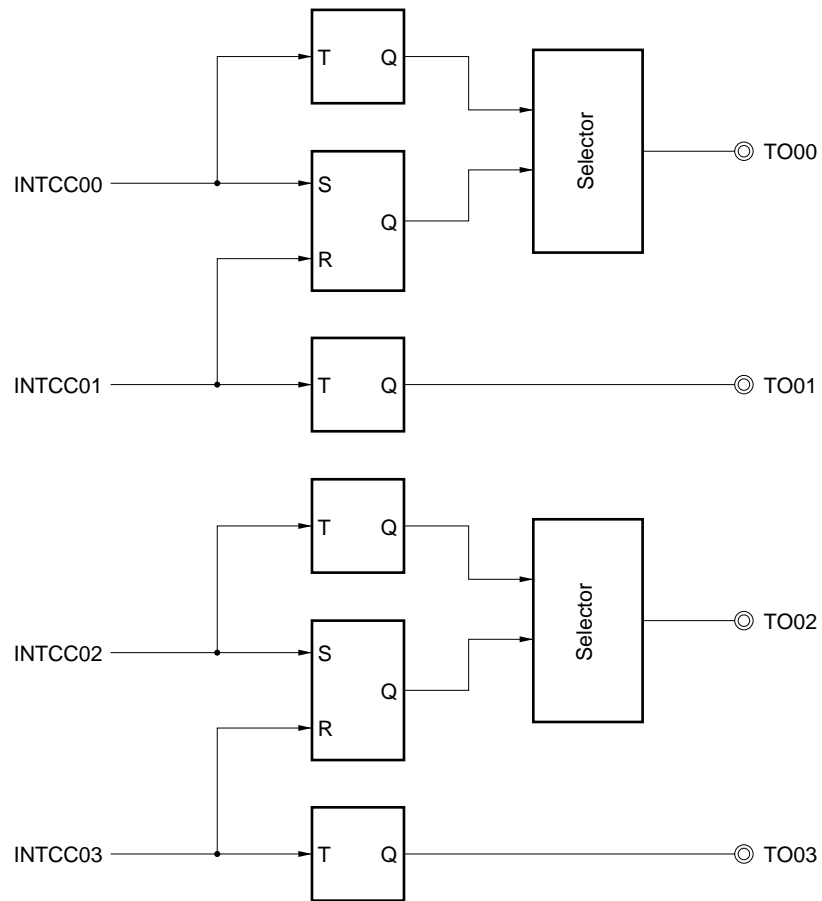 T Q
Selector
TO00
INTCC00
S
Q
R
INTCC01
T Q
TO01
T Q
Selector
TO02
INTCC02
S
Q
R
INTCC03
T Q
TO03